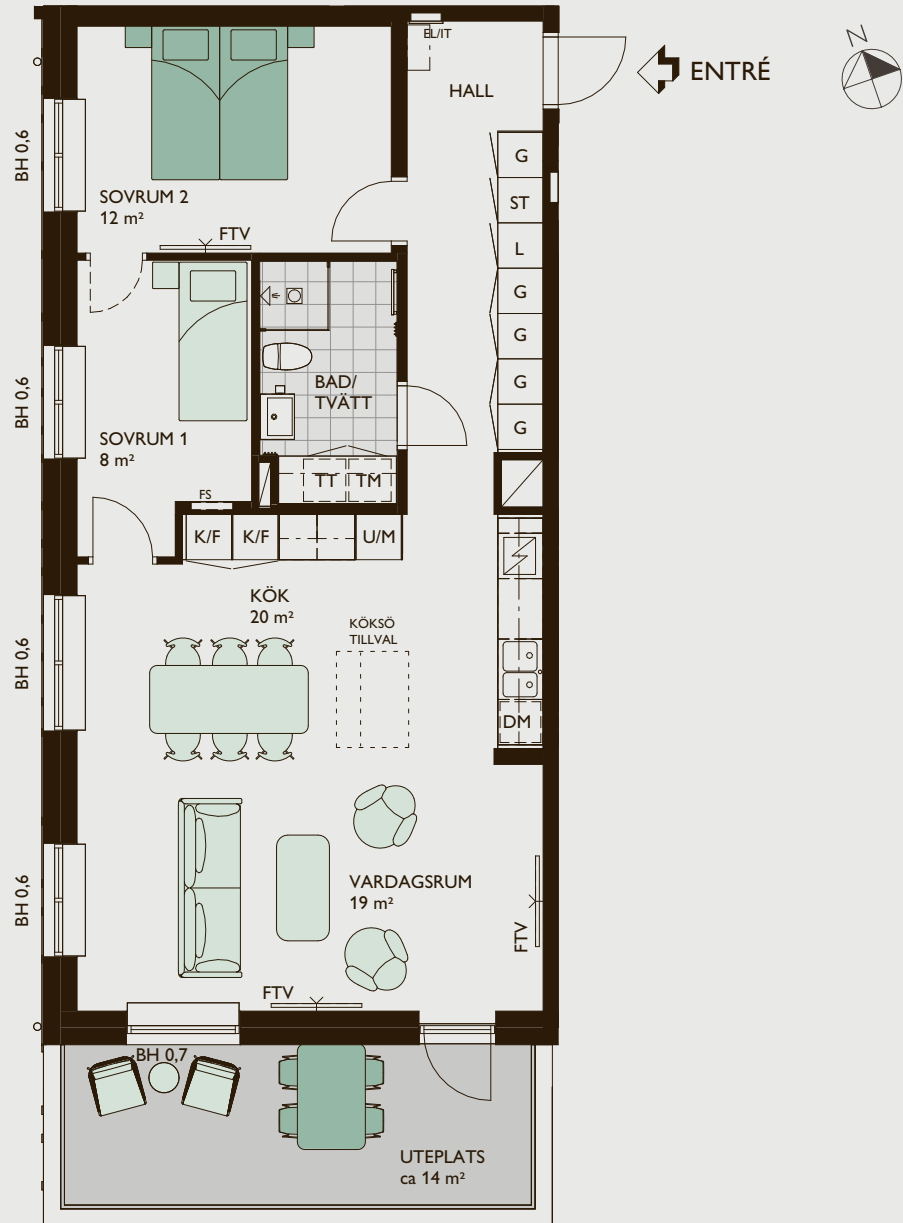 EL/IT
N
ENTRÉ
HALL
BH 0,6
G
SOVRUM 2
12 m²
ST
FTV
L
G
G
BH 0,6
BAD/
TVÄTT
G
G
SOVRUM 1
8 m²
TT
TM
FS
K/F
K/F
U/M
KÖK
20 m²
KÖKSÖ
TILLVAL
BH 0,6
DM
VARDAGSRUM
19 m²
BH 0,6
FTV
FTV
BH 0,7
UTEPLATS
ca 14 m²